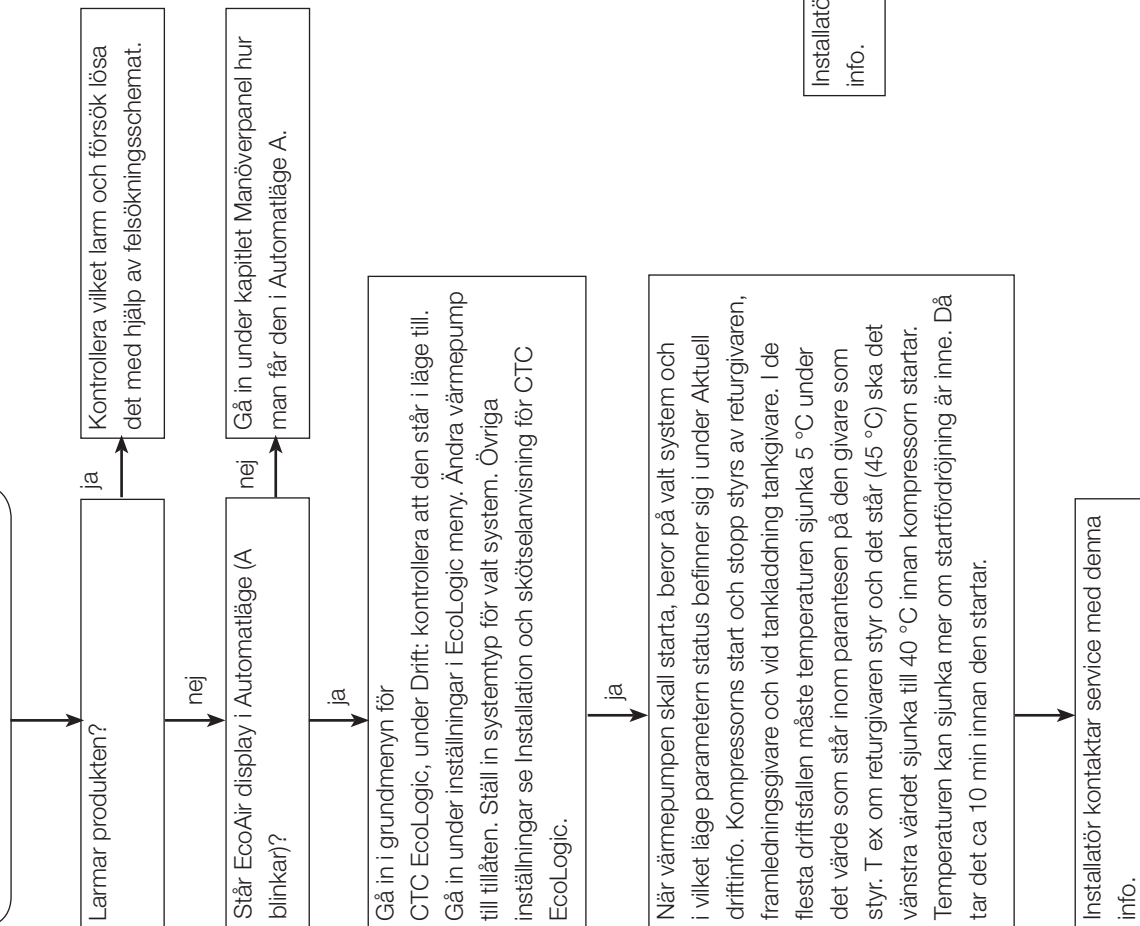 Larmar produkten?
ja
Kontrollera vilket larm och försök lösa
det med hjälp av felsökningsschemat.
nej
Står EcoAir display i Automatläge (A
blinkar)?
nej
Gå in under kapitlet Manöverpanel hur
man får den i Automatläge A.
ja
Gå in i grundmenyn för
CTC EcoLogic, under Drift: kontrollera att den står i läge till.
Gå in under inställningar i EcoLogic meny. Ändra värmepump
till tillåten. Ställ in systemtyp för valt system. Övriga
inställningar se Installation och skötselanvisning för CTC
EcoLogic.
ja
När värmepumpen skall starta, beror på valt system och
i vilket läge parametern status befinner sig i under Aktuell
driftinfo. Kompressorns start och stopp styrs av returgivaren,
framledningsgivare och vid tankladdning tankgivare. I de
flesta driftsfallen måste temperaturen sjunka 5 °C under
det värde som står inom parantesen på den givare som
styr. T ex om returgivaren styr och det står (45 °C) ska det
vänstra värdet sjunka till 40 °C innan kompressorn startar.
Temperaturen kan sjunka mer om startfördröjning är inne. Då
tar det ca 10 min innan den startar.
Installatör kontaktar service med denna
info.
Installatö
info.